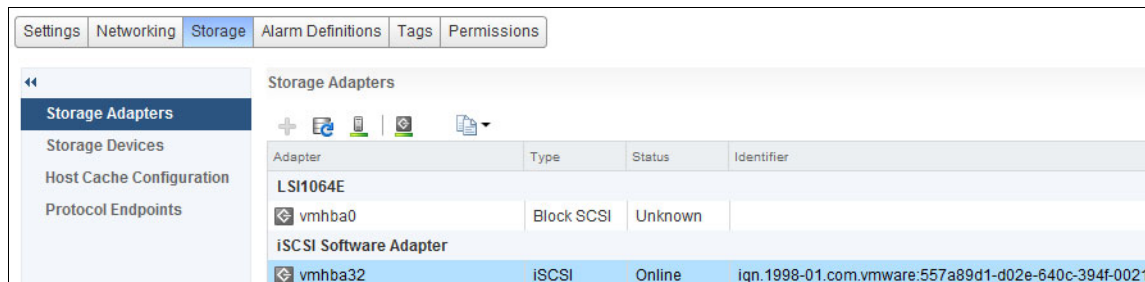 Settings Networking Storage Alarm Definitions Tags Permissions
Storage Adapters
Storage Adapters
Storage Devices
Host Cache Configuration
Protocol Endpoints
Adapter Type Status Identifier
LSI1064E
vmhba0 Block SCSI Unknown
iSCSI Software Adapter
vmhba32 iSCSI Online iqn.1998-01.com.vmware:557a89d1-d02e-640c-394f-0021